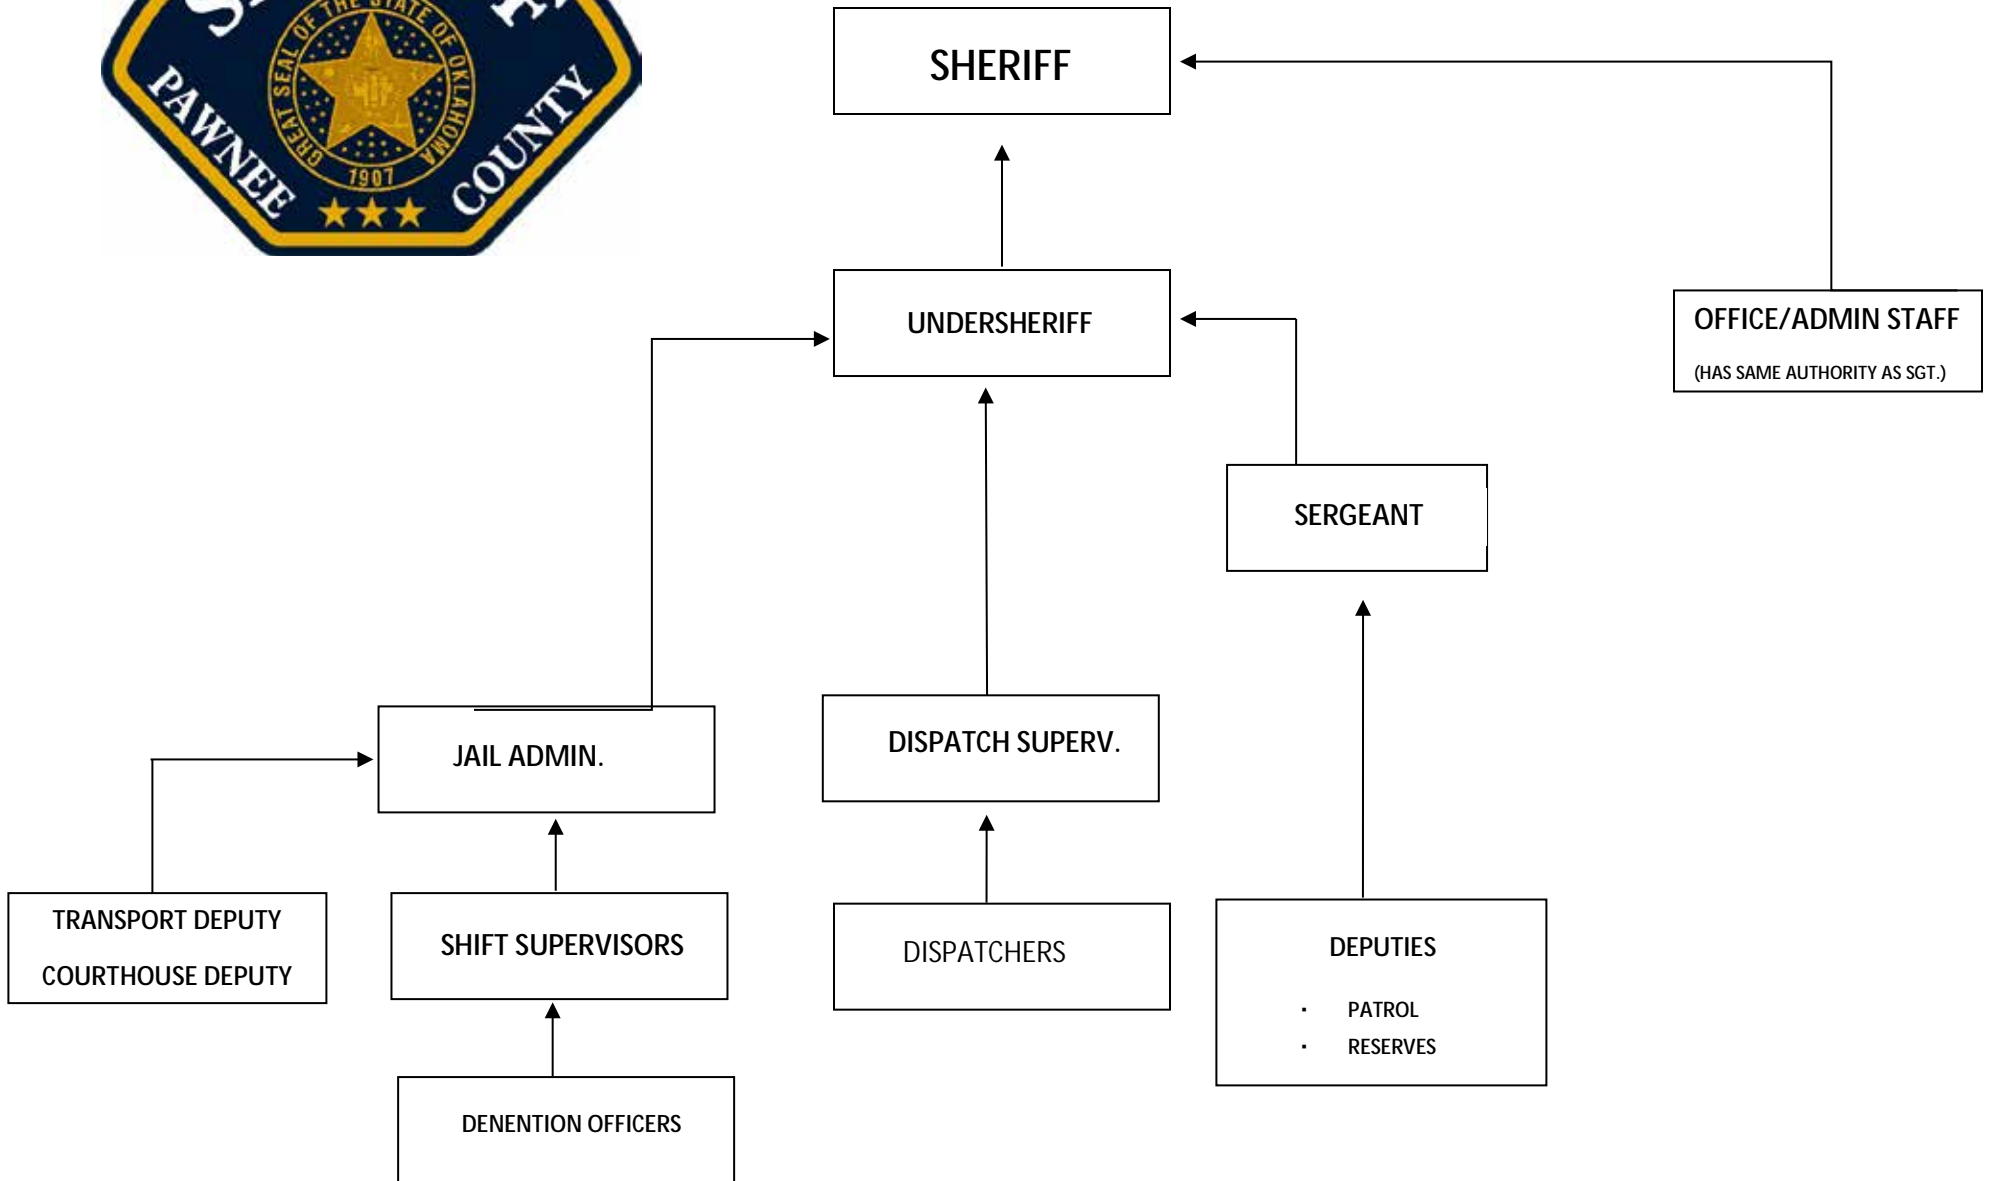 GREAT SEAL OF THE STATE OF OKLAHOMA
1907
PAWNEE COUNTY
SHERIFF
UNDERSHERIFF
OFFICE/ADMIN STAFF
(HAS SAME AUTHORITY AS SGT.)
SERGEANT
JAIL ADMIN.
DISPATCH SUPERV.
TRANSPORT DEPUTY
COURTHOUSE DEPUTY
SHIFT SUPERVISORS
DISPATCHERS
DEPUTIES
▪ PATROL
▪ RESERVES
DENENTION OFFICERS